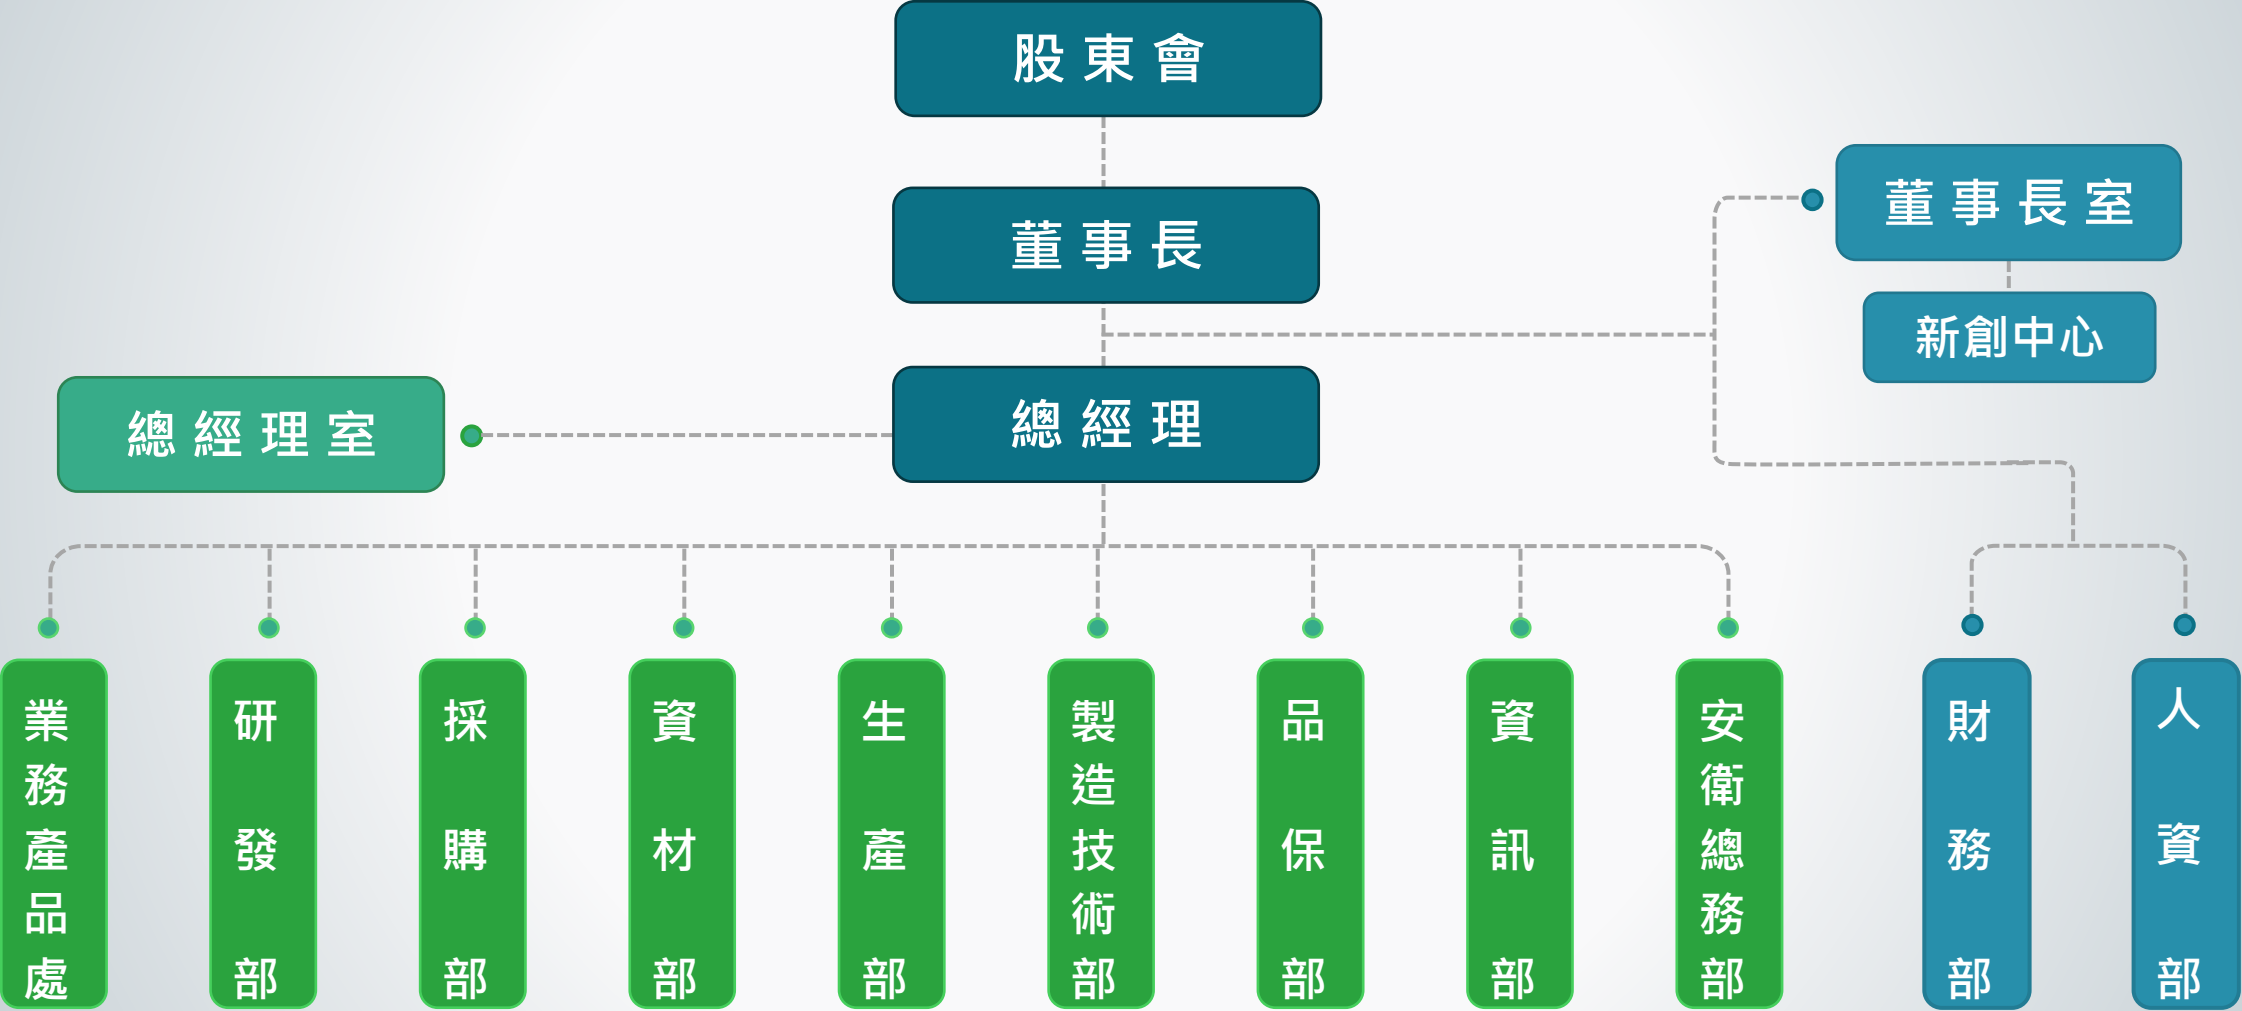 股東會
董事長
董事長室
新創中心
總經理
總經理室
業務產品處
研發部
採購部
資材部
生產部
製造技術部
品保部
資訊部
安衛總務部
財務部
人資部